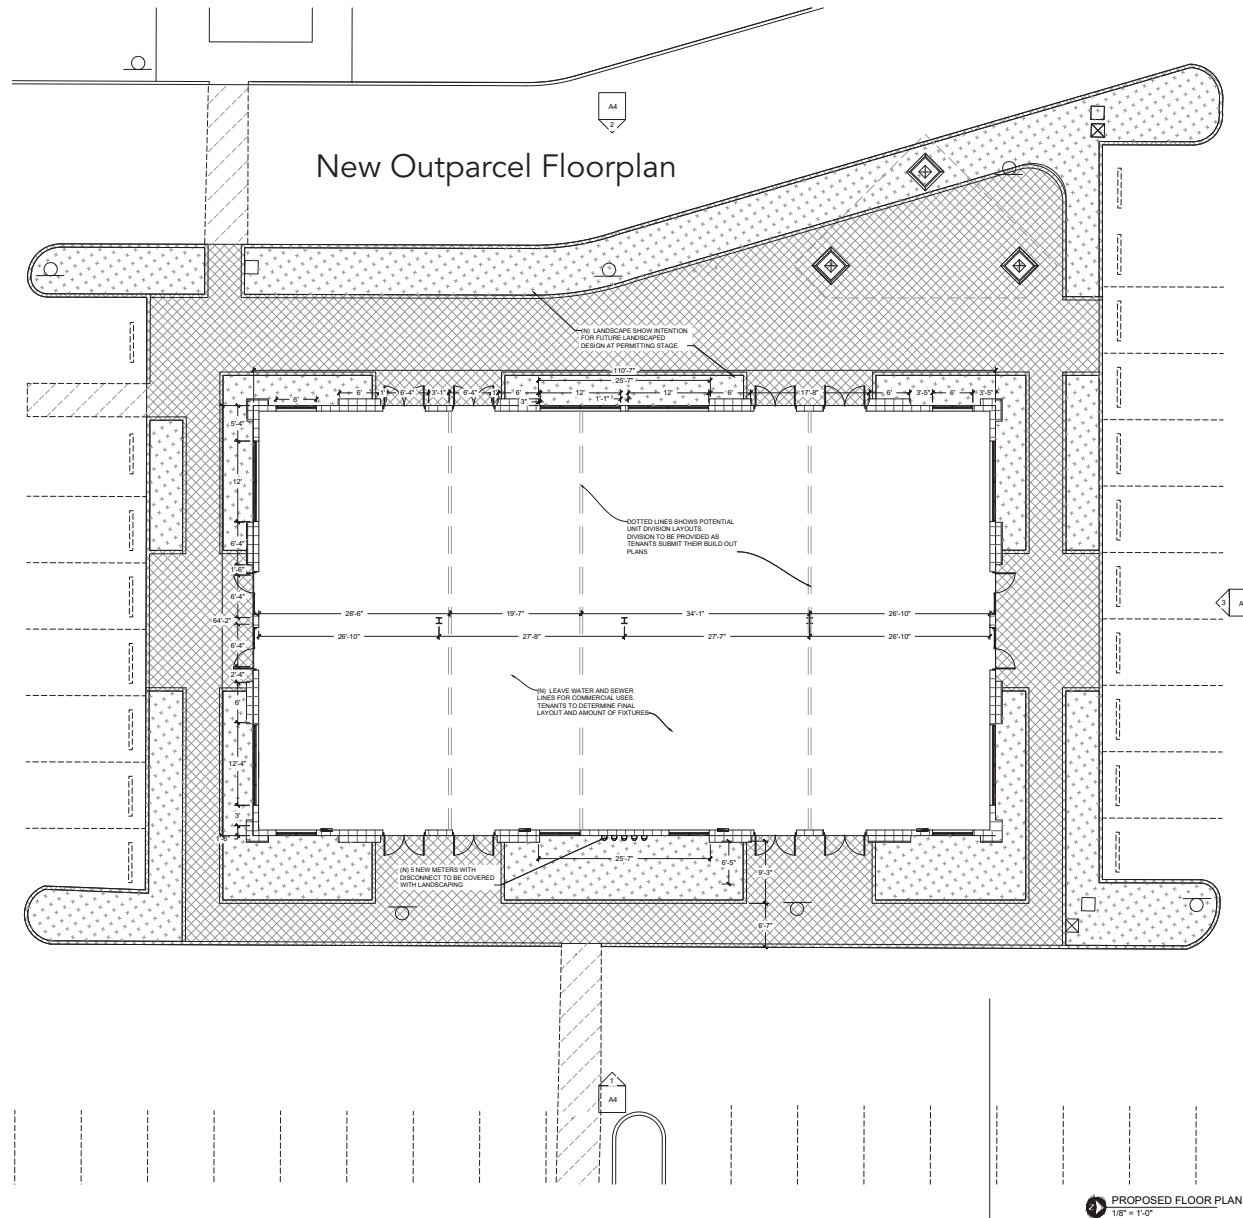 A4
2
New Outparcel Floorplan
(N) LANDSCAPE SHOW INTENTION
FOR FUTURE LANDSCAPED
DESIGN AT PERMITTING STAGE.
110'-7"
25'-7"
6'
6'
1'
6'-4"
3'-1"
6'-4"
1'
6'
3"
12'
1'-1"
12'
6'
17'-8"
6'
3'-5"
6'
3'-5"
5'-4"
12'
6'-4"
1'-6"
6'-4"
64'-2"
6'-4"
2'-4"
6'
12'-4"
3'
DOTTED LINES SHOWS POTENTIAL
UNIT DIVISION LAYOUTS.
DIVISION TO BE PROVIDED AS
TENANTS SUBMIT THEIR BUILD OUT
PLANS
3
A
28'-6"
19'-7"
34'-1"
26'-10"
26'-10"
27'-8"
27'-7"
26'-10"
(N) LEAVE WATER AND SEWER
LINES FOR COMMERCIAL USES.
TENANTS TO DETERMINE FINAL
LAYOUT AND AMOUNT OF FIXTURES
(N) 5 NEW METERS WITH
DISCONNECT TO BE COVERED
WITH LANDSCAPING
25'-7"
6'-5"
9'-3"
6'-7"
1
A4
PROPOSED FLOOR PLAN
1/8" = 1'-0"